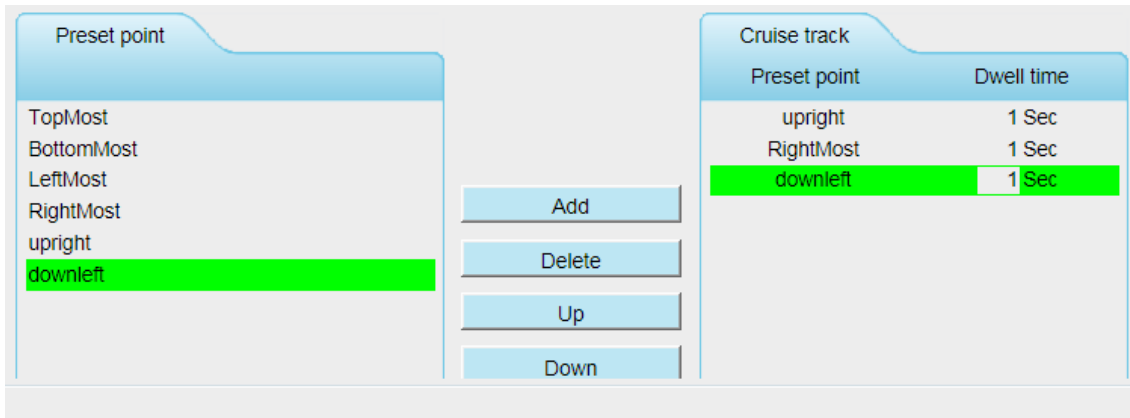 Preset point
TopMost
BottomMost
LeftMost
RightMost
upright
downleft
Add
Delete
Up
Down
Cruise track
Preset point Dwell time
upright 1 Sec
RightMost 1 Sec
downleft 1 Sec